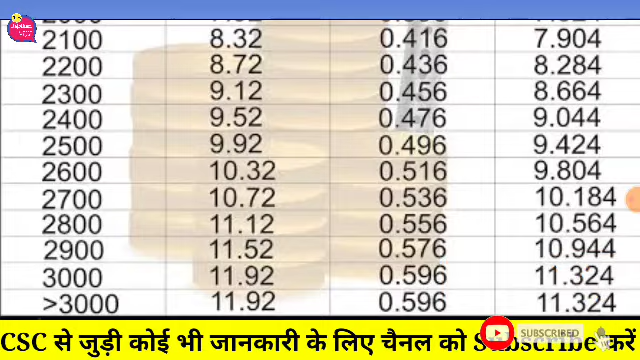 2100 8.32 0.416 7.904
2200 8.72 0.436 8.284
2300 9.12 0.456 8.664
2400 9.52 0.476 9.044
2500 9.92 0.496 9.424
2600 10.32 0.516 9.804
2700 10.72 0.536 10.184
2800 11.12 0.556 10.564
2900 11.52 0.576 10.944
3000 11.92 0.596 11.324
>3000 11.92 0.596 11.324
CSC से जुड़ी कोई भी जानकारी के लिए चैनल को Subscribe करें
SUBSCRIBED